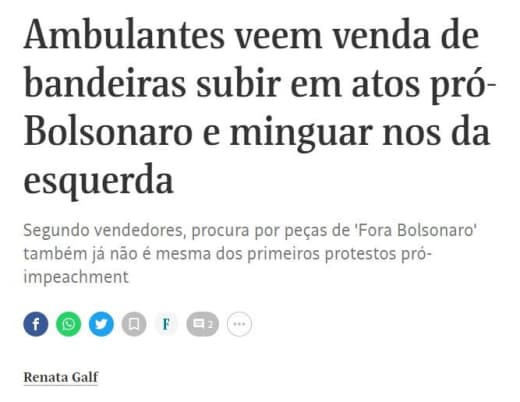 Ambulantes veem venda de
bandeiras subir em atos pró-
Bolsonaro e minguar nos da
esquerda
Segundo vendedores, procura por peças de 'Fora Bolsonaro'
também já não é mesma dos primeiros protestos pró-
impeachment
f F 2
Renata Galf